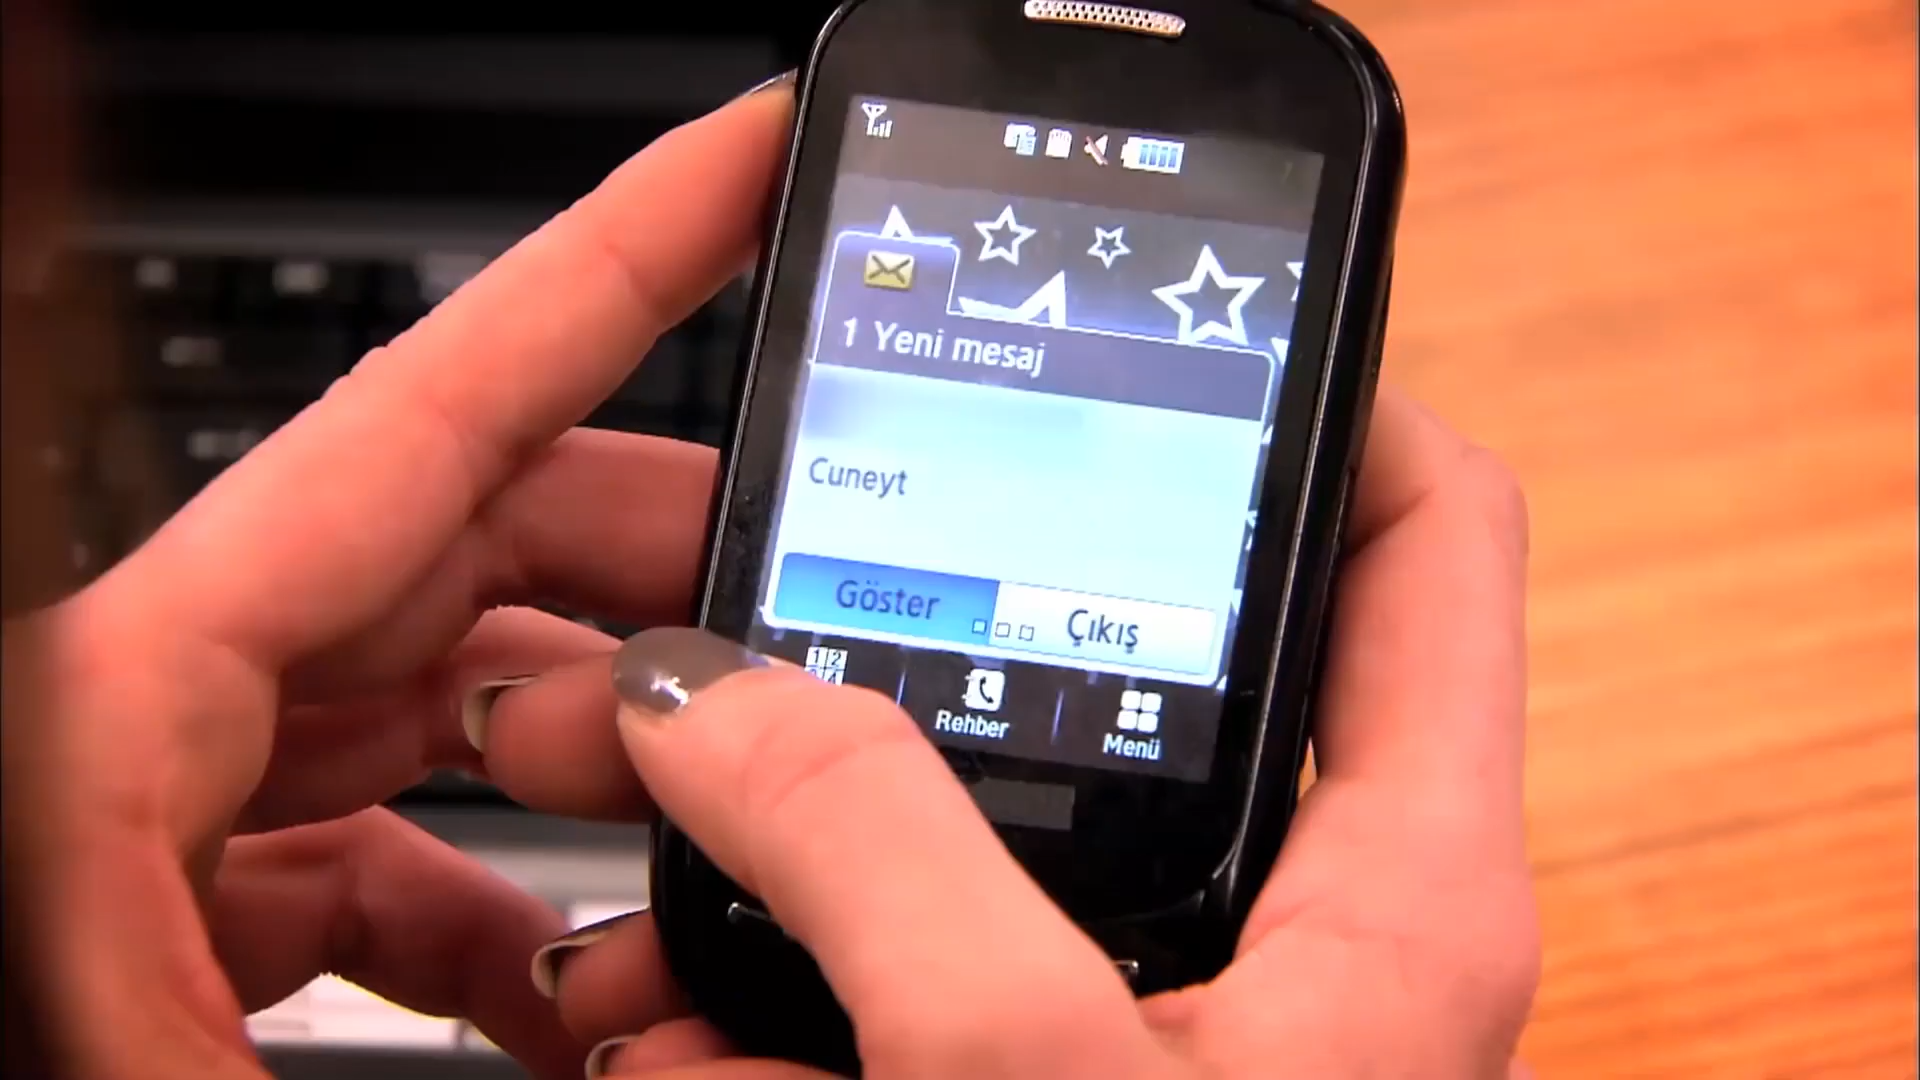 1 Yeni mesaj
Cuneyt
Göster
Çıkış
Rehber
Menü